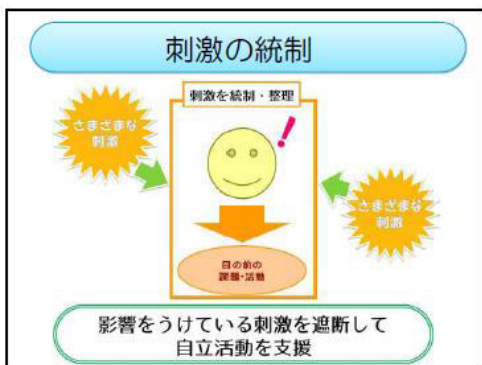 刺激の統制
刺激を統制・整理
さまざまな
刺激
！
さまざまな
刺激
目の前の
課題・活動
影響をうけている刺激を遮断して
自立活動を支援